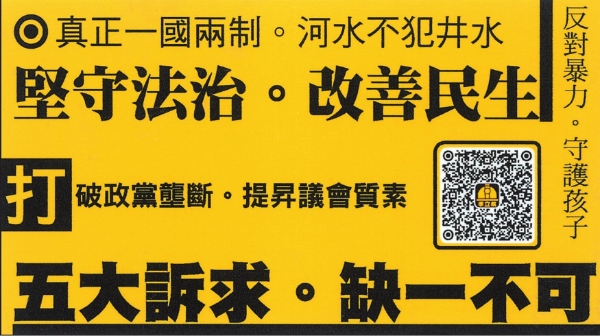 真正一國兩制。河水不犯井水
堅守法治。改善民生
反對暴力。守護孩子
打破政黨壟斷。提昇議會質素
五大訴求。缺一不可